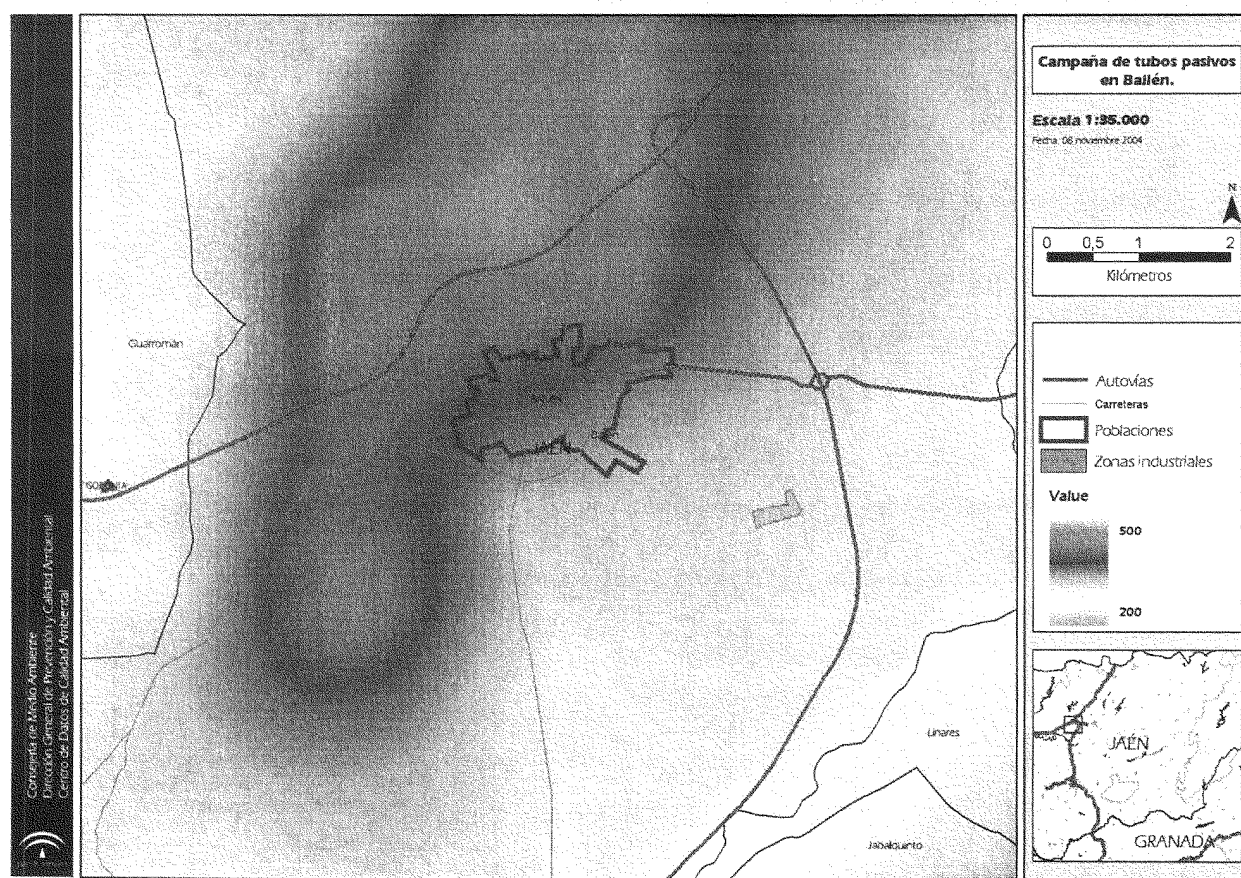 Consejería de Medio Ambiente
Dirección General de Prevención y Calidad Ambiental
Centro de Datos de Calidad Ambiental
Guarromán
JAÉN
Linares
Jabalquinto
Campaña de tubos pasivos
en Bailén.
Escala 1:35.000
Fecha: 08 noviembre 2004
N
0 0,5 1 2
Kilómetros
Autovías
Carreteras
Poblaciones
Zonas industriales
Value
500
200
JAÉN
GRANADA